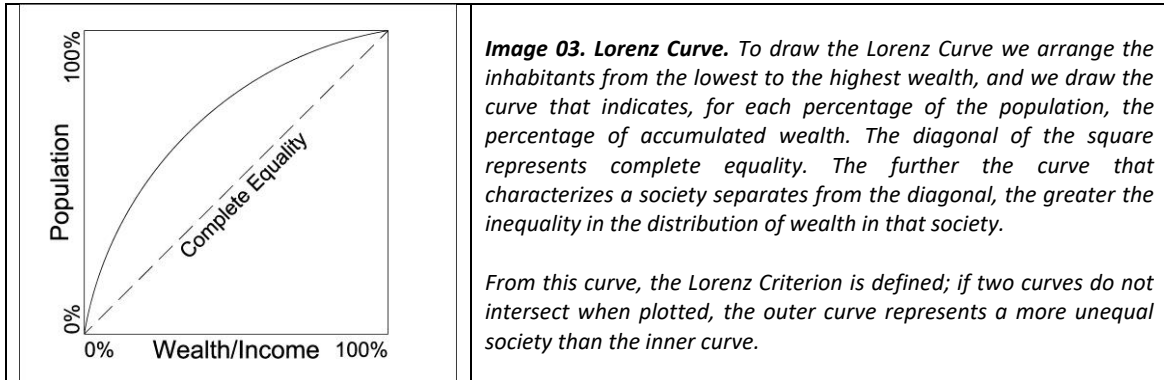 100%
Population
0%
Complete Equality
0% Wealth/Income 100%
Image 03. Lorenz Curve. To draw the Lorenz Curve we arrange the
inhabitants from the lowest to the highest wealth, and we draw the
curve that indicates, for each percentage of the population, the
percentage of accumulated wealth. The diagonal of the square
represents complete equality. The further the curve that
characterizes a society separates from the diagonal, the greater the
inequality in the distribution of wealth in that society.
From this curve, the Lorenz Criterion is defined; if two curves do not
intersect when plotted, the outer curve represents a more unequal
society than the inner curve.